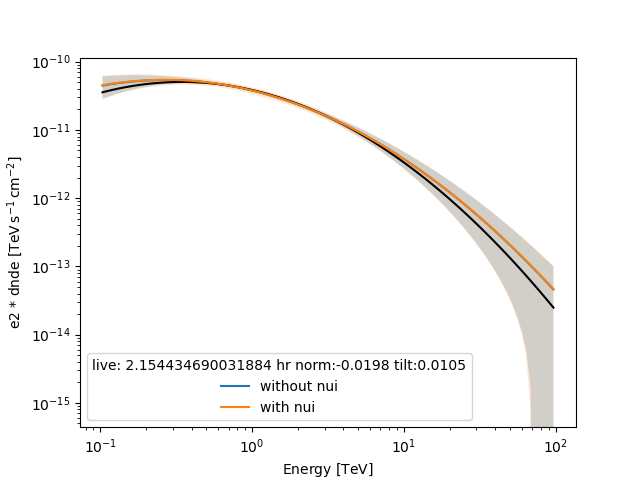 10⁻¹⁰
10⁻¹¹
10⁻¹²
10⁻¹³
10⁻¹⁴
10⁻¹⁵
e2 * dnde [TeV s⁻¹ cm⁻²]
live: 2.154434690031884 hr norm:-0.0198 tilt:0.0105
without nui
with nui
10⁻¹ 10⁰ 10¹ 10²
Energy [TeV]